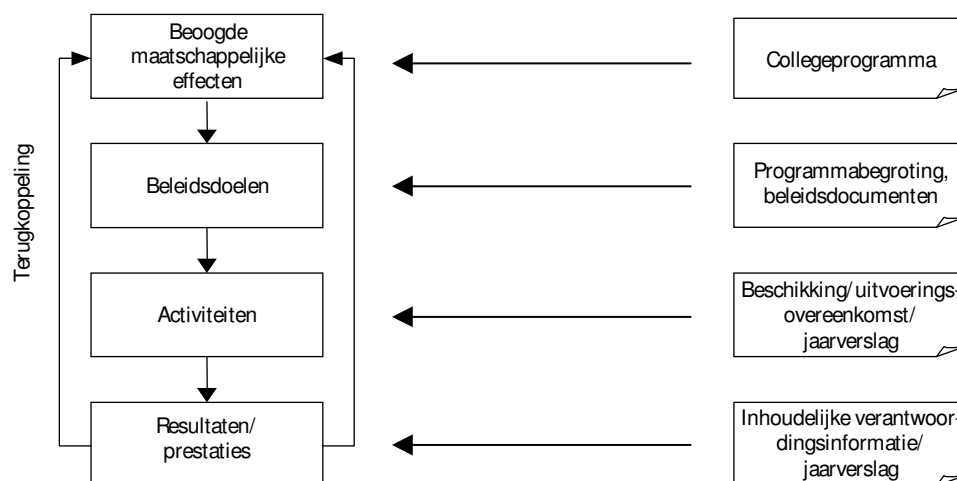 Beoogde
maatschappelijke
effecten
Collegeprogramma
Terugkoppeling
Beleidsdoelen
Programmabegroting,
beleidsdocumenten
Activiteiten
Beschikking/ uitvoerings-
overeenkomst/
jaarverslag
Resultaten/
prestaties
Inhoudelijke verantwoor-
dingsinformatie/
jaarverslag